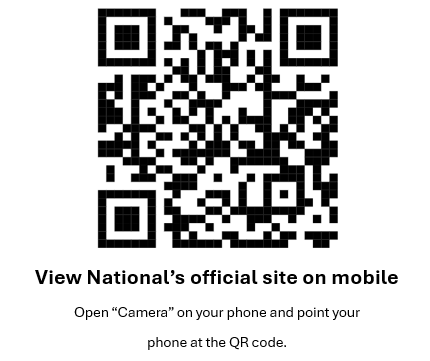 View National’s official site on mobile
Open “Camera” on your phone and point your
phone at the QR code.